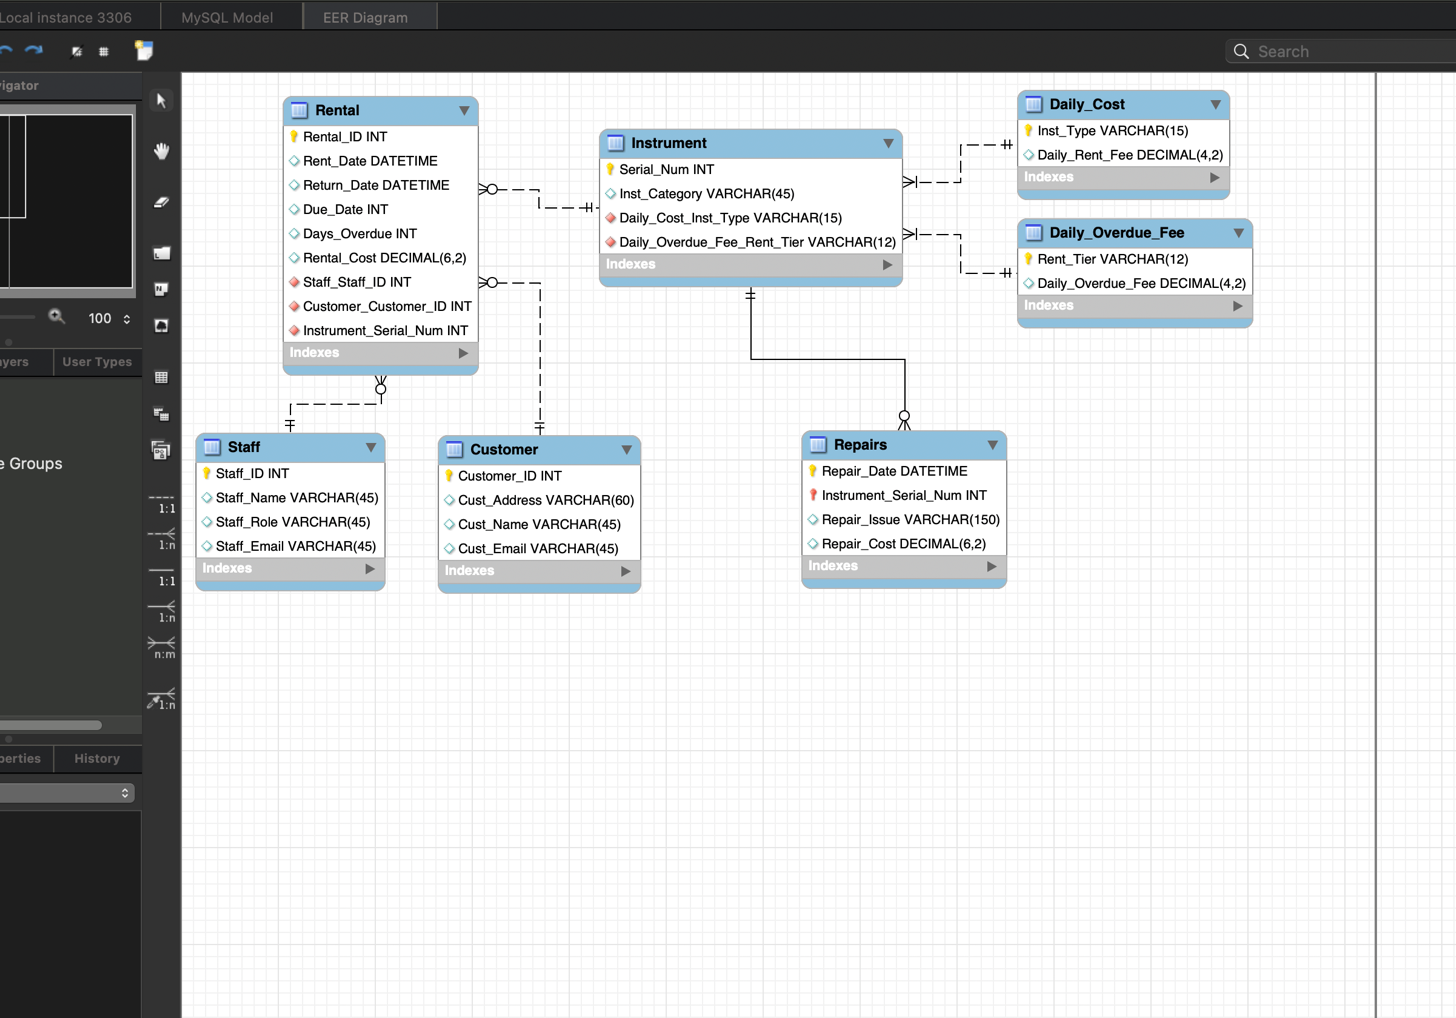 Local instance 3306
MySQL Model
EER Diagram
Search
igator
100
ayers
User Types
e Groups
perties
History
1:1
1:n
1:1
1:n
n:m
1:n
Rental
Rental_ID INT
Rent_Date DATETIME
Return_Date DATETIME
Due_Date INT
Days_Overdue INT
Rental_Cost DECIMAL(6,2)
Staff_Staff_ID INT
Customer_Customer_ID INT
Instrument_Serial_Num INT
Indexes
Instrument
Serial_Num INT
Inst_Category VARCHAR(45)
Daily_Cost_Inst_Type VARCHAR(15)
Daily_Overdue_Fee_Rent_Tier VARCHAR(12)
Indexes
Daily_Cost
Inst_Type VARCHAR(15)
Daily_Rent_Fee DECIMAL(4,2)
Indexes
Daily_Overdue_Fee
Rent_Tier VARCHAR(12)
Daily_Overdue_Fee DECIMAL(4,2)
Indexes
Staff
Staff_ID INT
Staff_Name VARCHAR(45)
Staff_Role VARCHAR(45)
Staff_Email VARCHAR(45)
Indexes
Customer
Customer_ID INT
Cust_Address VARCHAR(60)
Cust_Name VARCHAR(45)
Cust_Email VARCHAR(45)
Indexes
Repairs
Repair_Date DATETIME
Instrument_Serial_Num INT
Repair_Issue VARCHAR(150)
Repair_Cost DECIMAL(6,2)
Indexes